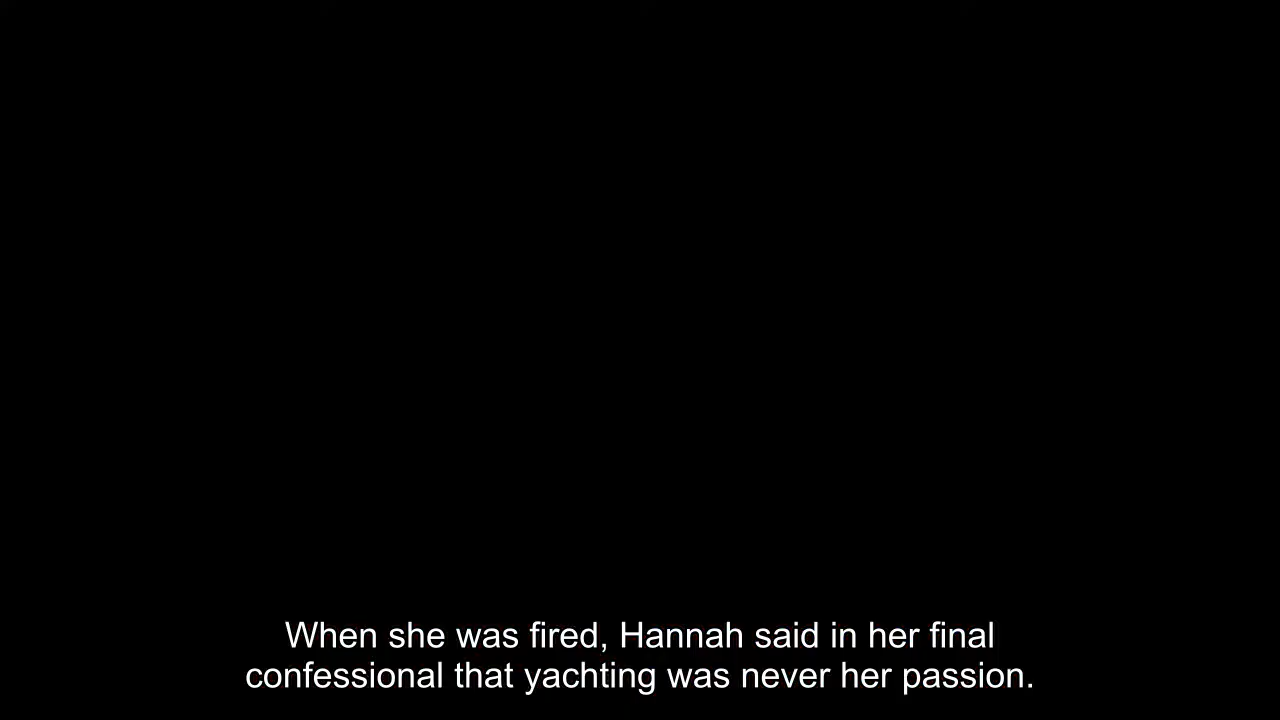 When she was fired, Hannah said in her final
confessional that yachting was never her passion.